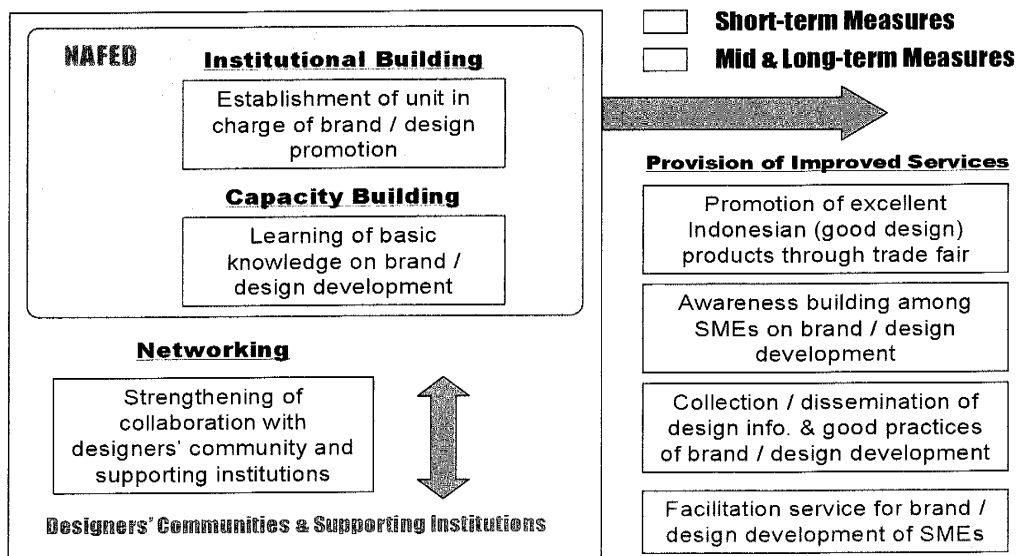 NAFED
Institutional Building
Establishment of unit in
charge of brand / design
promotion
Capacity Building
Learning of basic
knowledge on brand /
design development
Networking
Strengthening of
collaboration with
designers' community and
supporting institutions
Designers' Communities & Supporting Institutions
Short-term Measures
Mid & Long-term Measures
Provision of Improved Services
Promotion of excellent
Indonesian (good design)
products through trade fair
Awareness building among
SMEs on brand / design
development
Collection / dissemination of
design info. & good practices
of brand / design development
Facilitation service for brand /
design development of SMEs